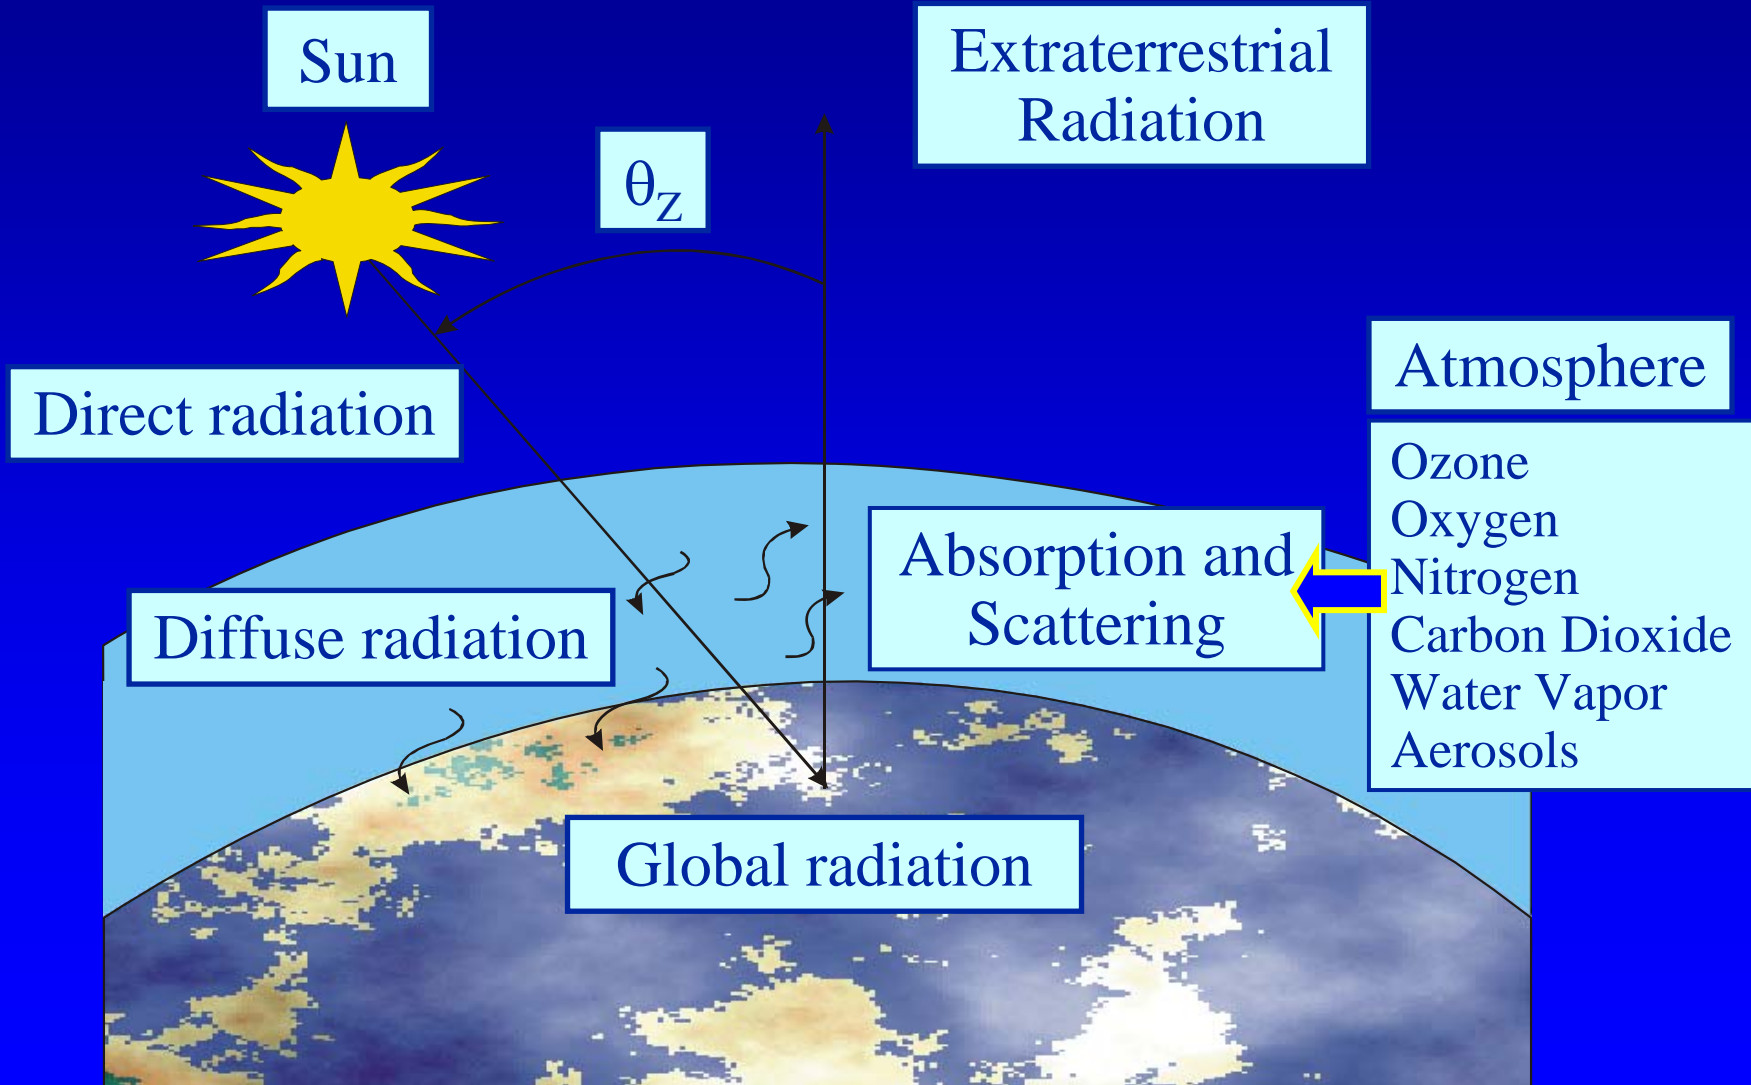 Sun
Extraterrestrial
Radiation
θZ
Direct radiation
Atmosphere
Ozone
Oxygen
Nitrogen
Carbon Dioxide
Water Vapor
Aerosols
Absorption and
Scattering
Diffuse radiation
Global radiation